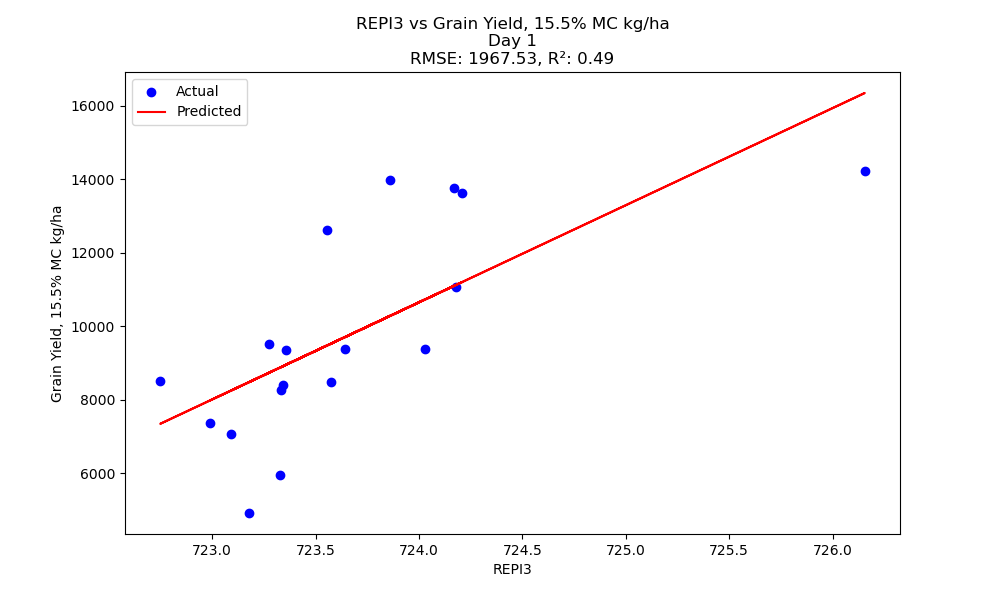 REPI3 vs Grain Yield, 15.5% MC kg/ha
Day 1
RMSE: 1967.53, R²: 0.49
Actual
Predicted
Grain Yield, 15.5% MC kg/ha
16000
14000
12000
10000
8000
6000
723.0
723.5
724.0
724.5
725.0
725.5
726.0
REPI3